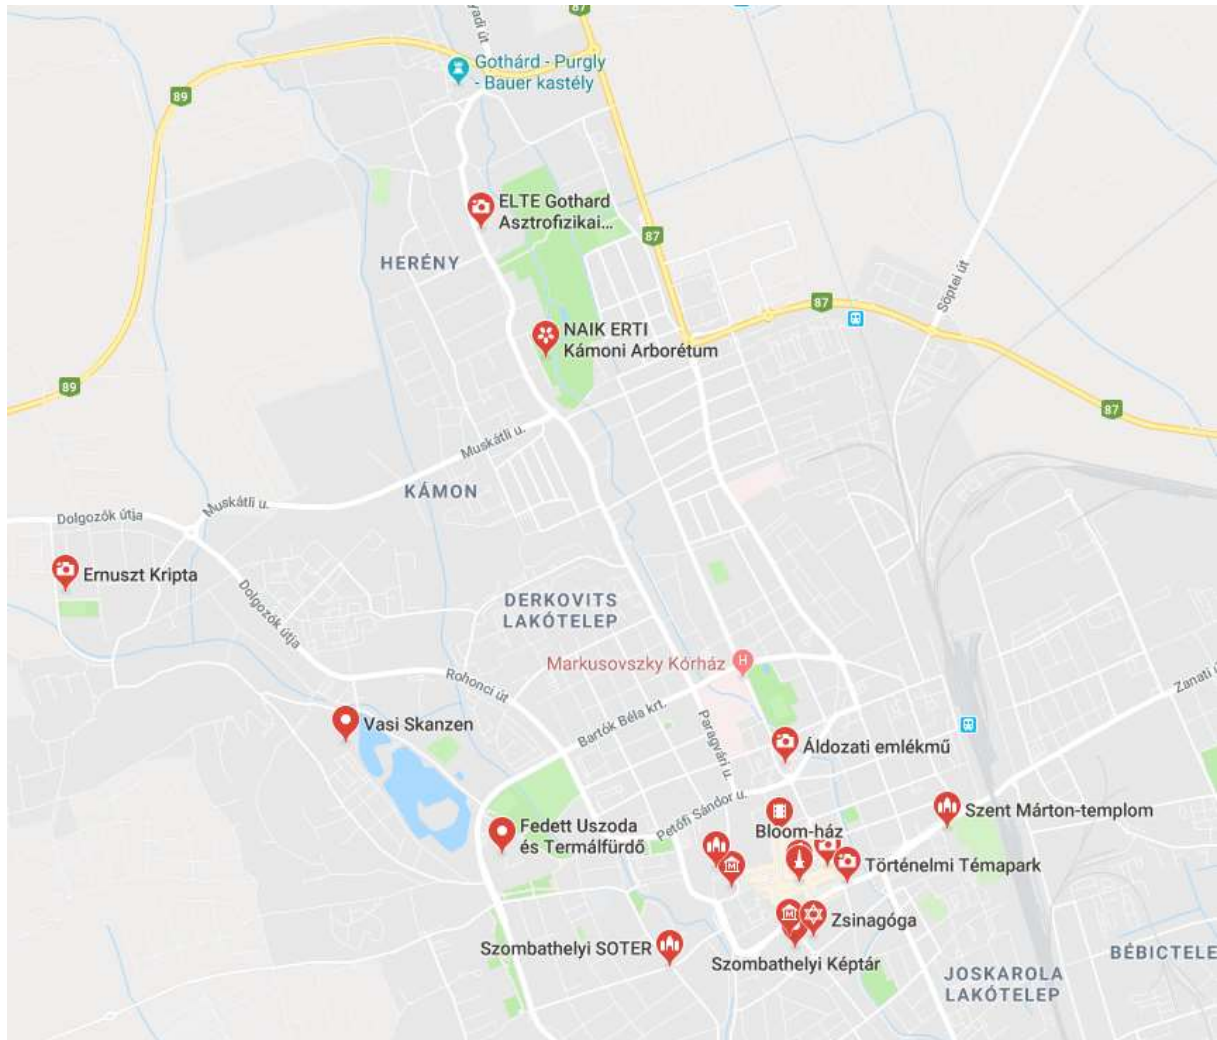 87
yadi út
Gothárd - Purgly
- Bauer kastély
89
ELTE Gothard
Asztrofizikai...
87
HERÉNY
Söptei út
87
NAIK ERTI
Kámoni Arborétum
89
87
Muskátli u.
KÁMON
Muskátli u.
Dolgozók útja
Ernuszt Kripta
Dolgozók útja
DERKOVITS
LAKÓTELEP
Markusovszky Kórház
H
Rohonci út
Zanati ú
Bartók Béla krt.
Paragvári u.
Vasi Skanzen
Áldozati emlékmű
Petőfi Sándor u.
Szent Márton-templom
Fedett Uszoda
és Termálfürdő
Bloom-ház
M
Történelmi Témapark
M
Zsinagóga
Szombathelyi SOTER
Szombathelyi Képtár
BÉBICTELE
JOSKAROLA
LAKÓTELEP